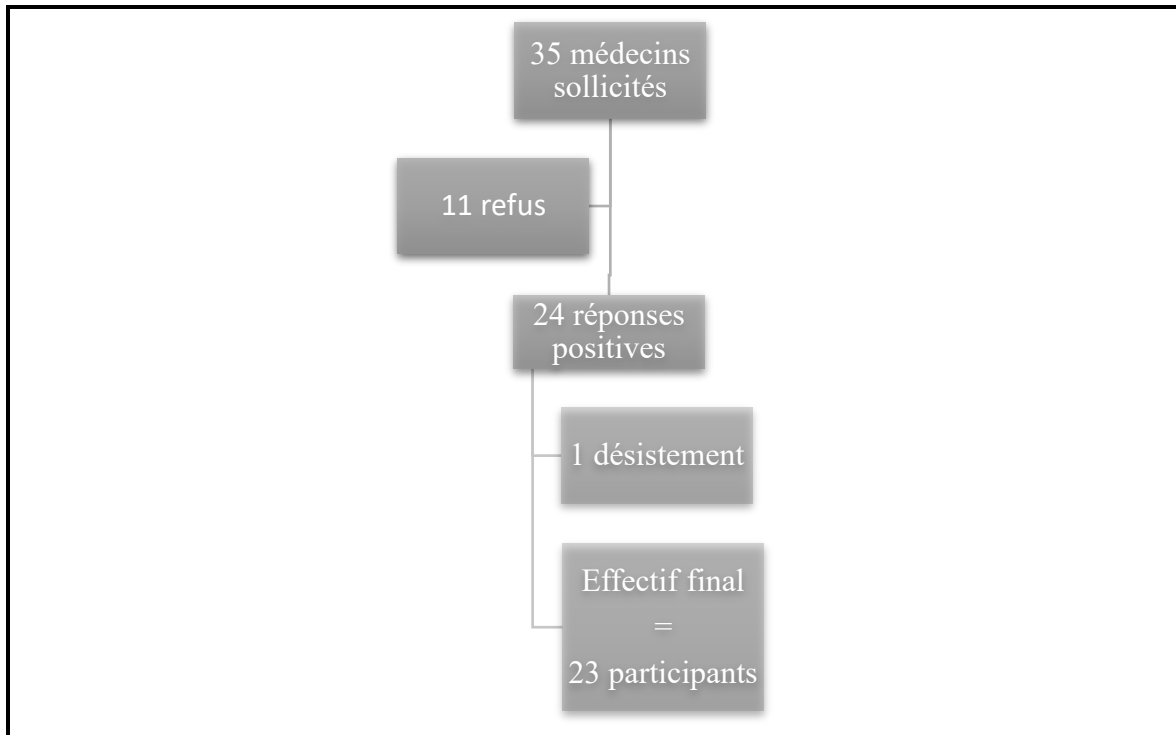 35 médecins
sollicités
11 refus
24 réponses
positives
1 désistement
Effectif final
=
23 participants